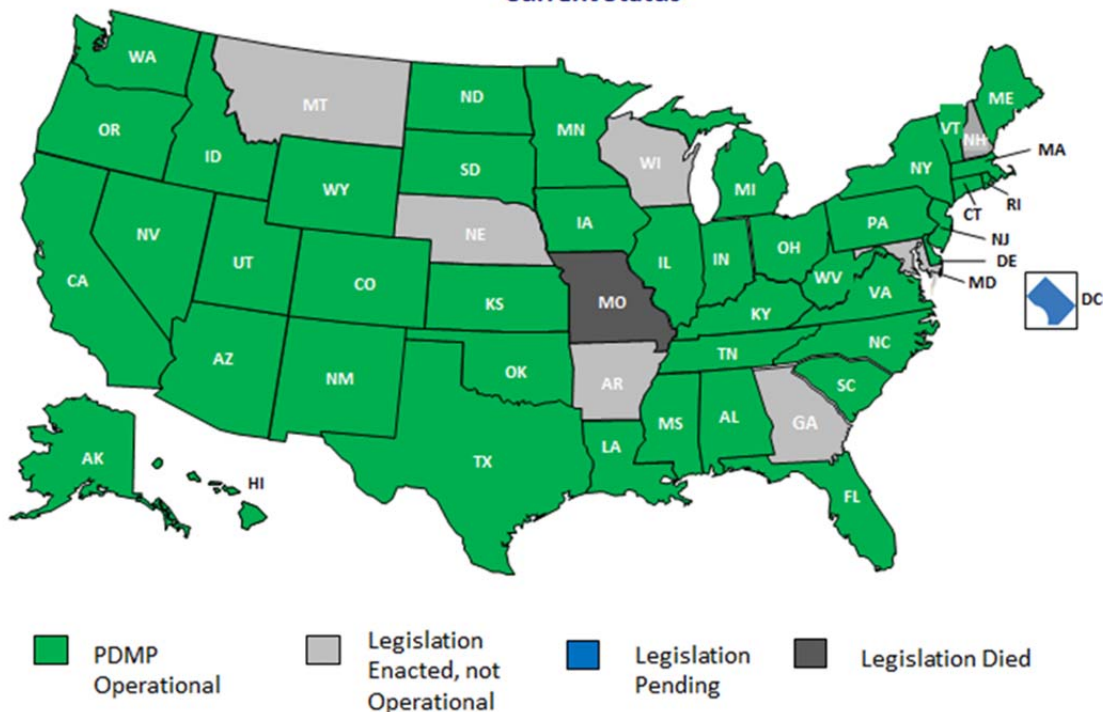 Current Status
WA
OR
CA
NV
ID
MT
WY
UT
AZ
CO
NM
ND
SD
NE
KS
OK
TX
MN
IA
MO
AR
LA
WI
IL
MI
IN
OH
KY
TN
MS
AL
GA
FL
SC
NC
VA
WV
PA
NY
VT
NH
ME
MA
RI
CT
NJ
DE
MD
DC
AK
HI
PDMP
Operational
Legislation
Enacted, not
Operational
Legislation
Pending
Legislation Died